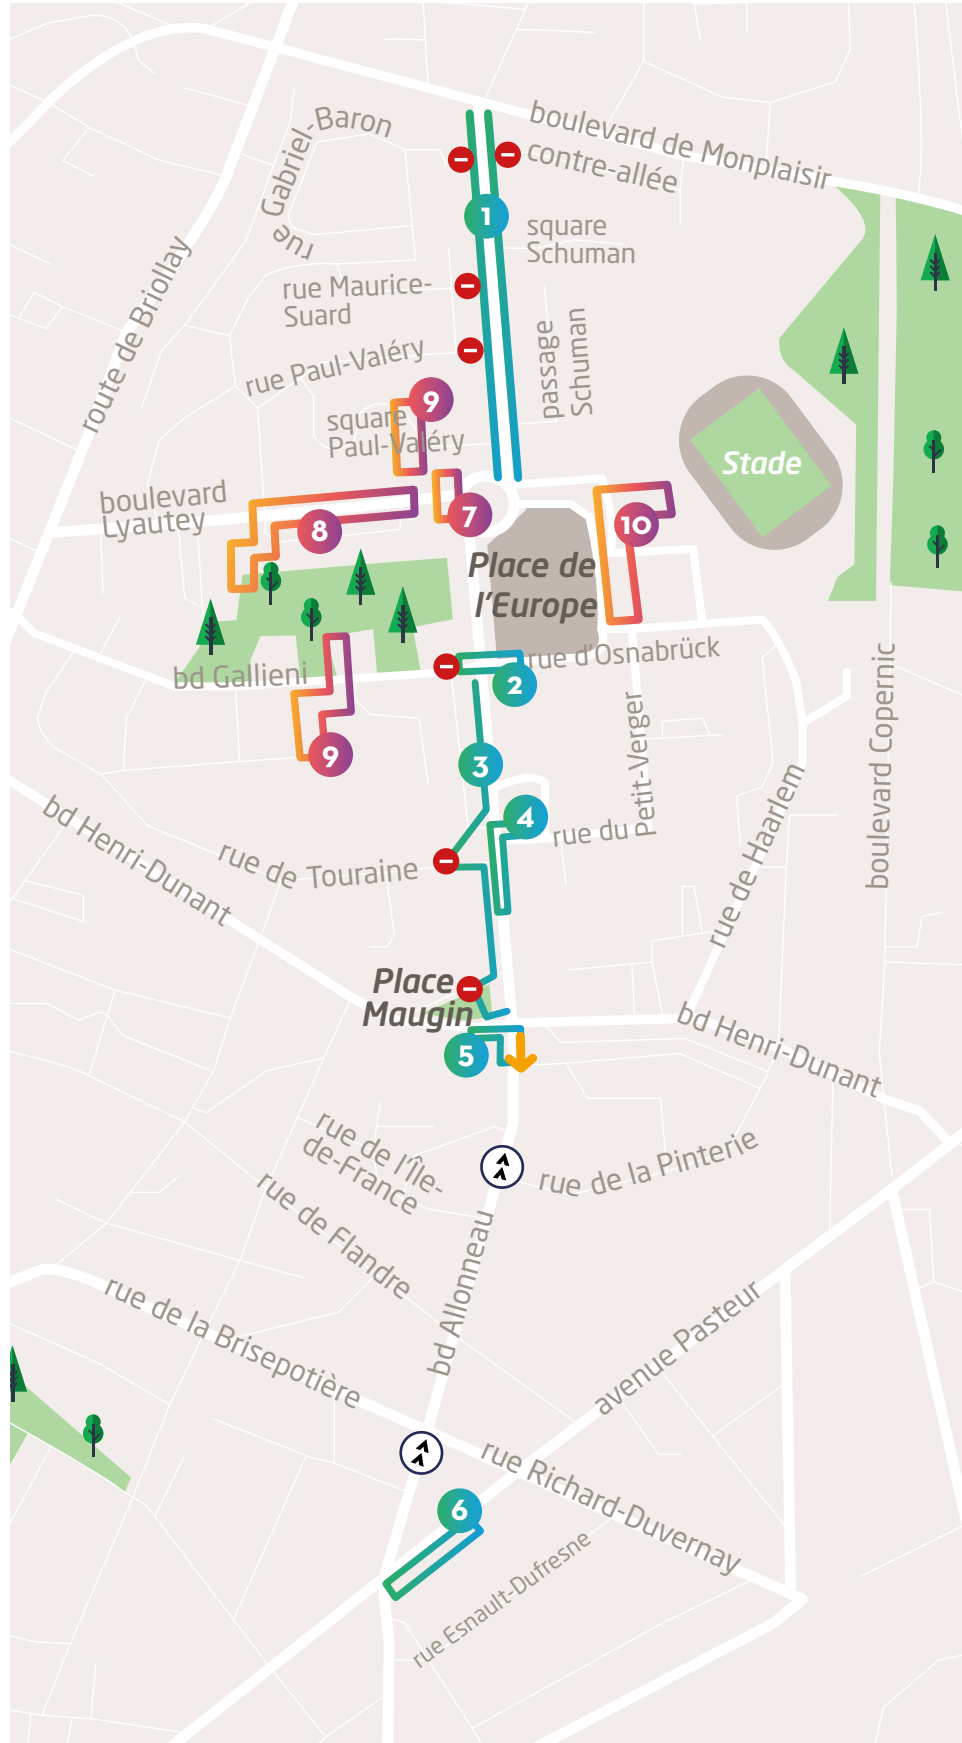 boulevard de Monplaisir
contre-allée
rue Gabriel-Baron
1
square
Schuman
route de Briollay
rue Maurice-
Suard
passage
Schuman
rue Paul-Valéry
9
square
Paul-Valéry
Stade
boulevard
Lyautey
8
7
10
Place de
l'Europe
rue d'Osnabrück
bd Gallieni
2
9
3
rue du Petit-Verger
4
boulevard Copernic
rue de Haarlem
bd Henri-Dunant
rue de Touraine
Place
Maugin
bd Henri-Dunant
5
rue de l'Île-
de-France
rue de la Pinterie
rue de Flandre
bd Allonneau
rue de la Brisepotière
avenue Pasteur
rue Richard-Duvernay
6
rue Esnault-Dufresne